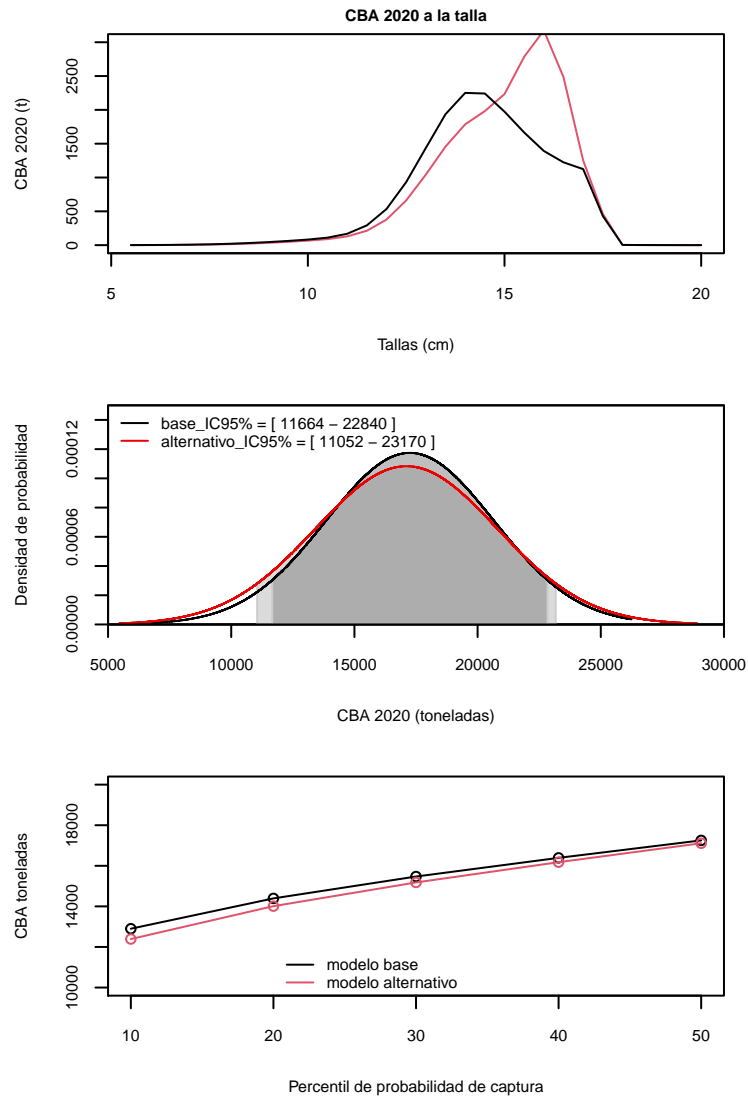 CBA 2020 a la talla
CBA 2020 (t)
2500
1500
500
0
5
10
15
20
Tallas (cm)
base_IC95% = [ 11664 − 22840 ]
alternativo_IC95% = [ 11052 − 23170 ]
Densidad de probabilidad
0.00012
0.00006
0.00000
5000
10000
15000
20000
25000
30000
CBA 2020 (toneladas)
CBA toneladas
18000
14000
10000
modelo base
modelo alternativo
10
20
30
40
50
Percentil de probabilidad de captura